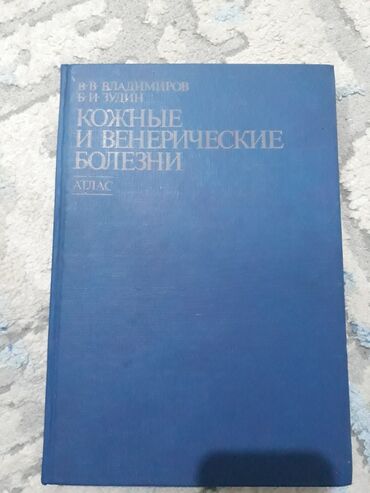 В·В·ВЛАДИМИРОВ
Б·И·ЗУДИН
КОЖНЫЕ
И ВЕНЕРИЧЕСКИЕ
БОЛЕЗНИ
АТЛАС